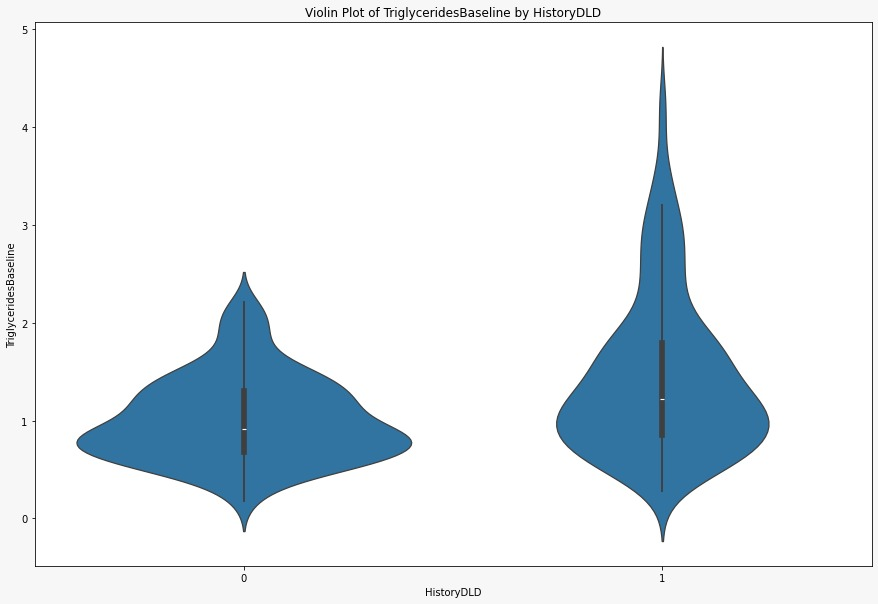 Violin Plot of TriglyceridesBaseline by HistoryDLD
TriglyceridesBaseline
5
4
3
2
1
0
0 1
HistoryDLD